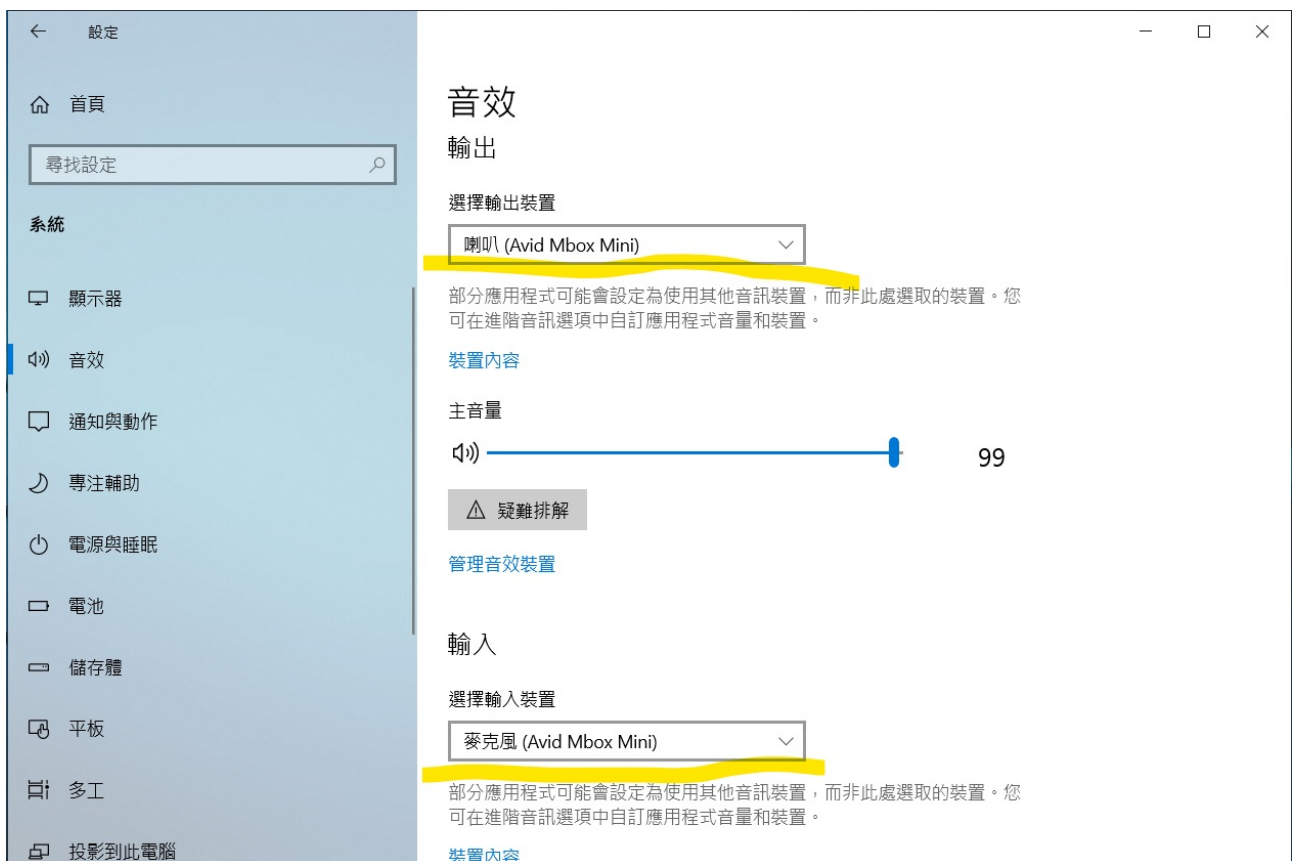 設定
首頁
尋找設定
系統
顯示器
音效
通知與動作
專注輔助
電源與睡眠
電池
儲存體
平板
多工
投影到此電腦
音效
輸出
選擇輸出裝置
喇叭 (Avid Mbox Mini)
部分應用程式可能會設定為使用其他音訊裝置，而非此處選取的裝置。您
可在進階音訊選項中自訂應用程式音量和裝置。
裝置內容
主音量
99
疑難排解
管理音效裝置
輸入
選擇輸入裝置
麥克風 (Avid Mbox Mini)
部分應用程式可能會設定為使用其他音訊裝置，而非此處選取的裝置。您
可在進階音訊選項中自訂應用程式音量和裝置。
裝置內容